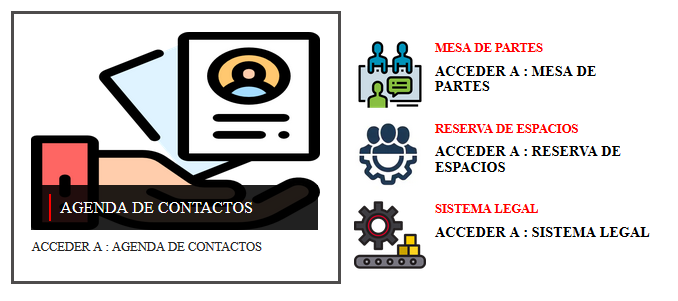 AGENDA DE CONTACTOS
ACCEDER A : AGENDA DE CONTACTOS
MESA DE PARTES
ACCEDER A : MESA DE
PARTES
RESERVA DE ESPACIOS
ACCEDER A : RESERVA DE
ESPACIOS
SISTEMA LEGAL
ACCEDER A : SISTEMA LEGAL